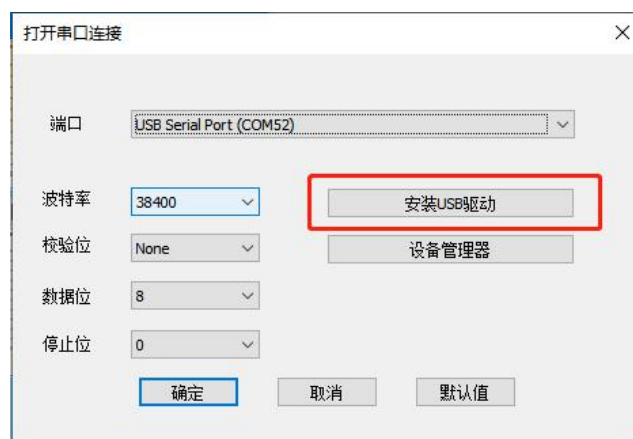 打开串口连接
端口 USB Serial Port (COM52)
波特率 38400 安装USB驱动
校验位 None 设备管理器
数据位 8
停止位 0
确定 取消 默认值